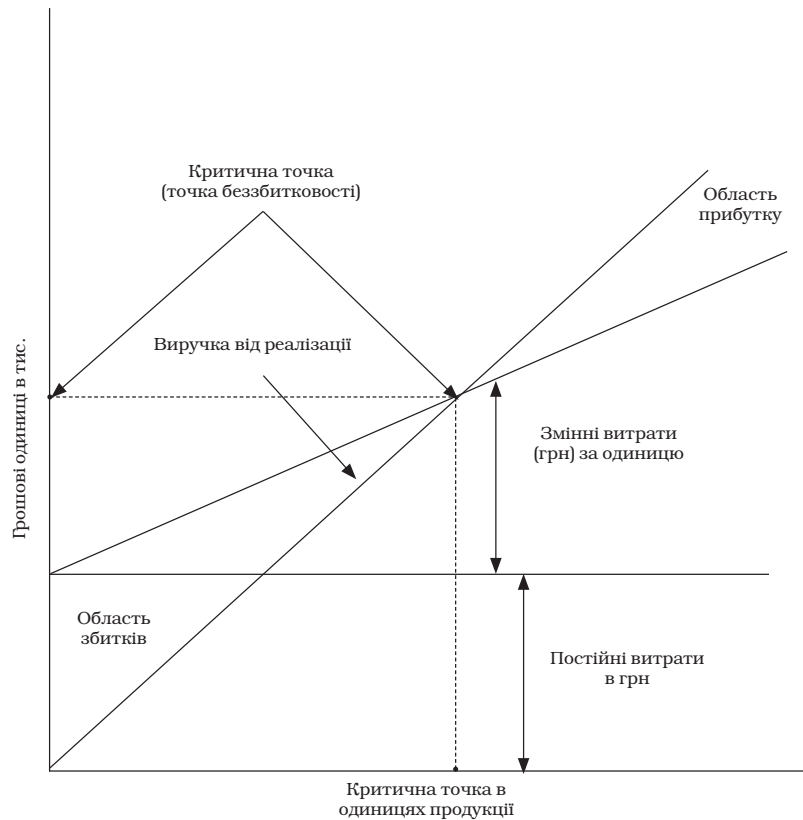 Критична точка
(точка беззбитковості)
Область
прибутку
Виручка від реалізації
Грошові одиниці в тис.
Змінні витрати
(грн) за одиницю
Область
збитків
Постійні витрати
в грн
Критична точка в
одиницях продукції